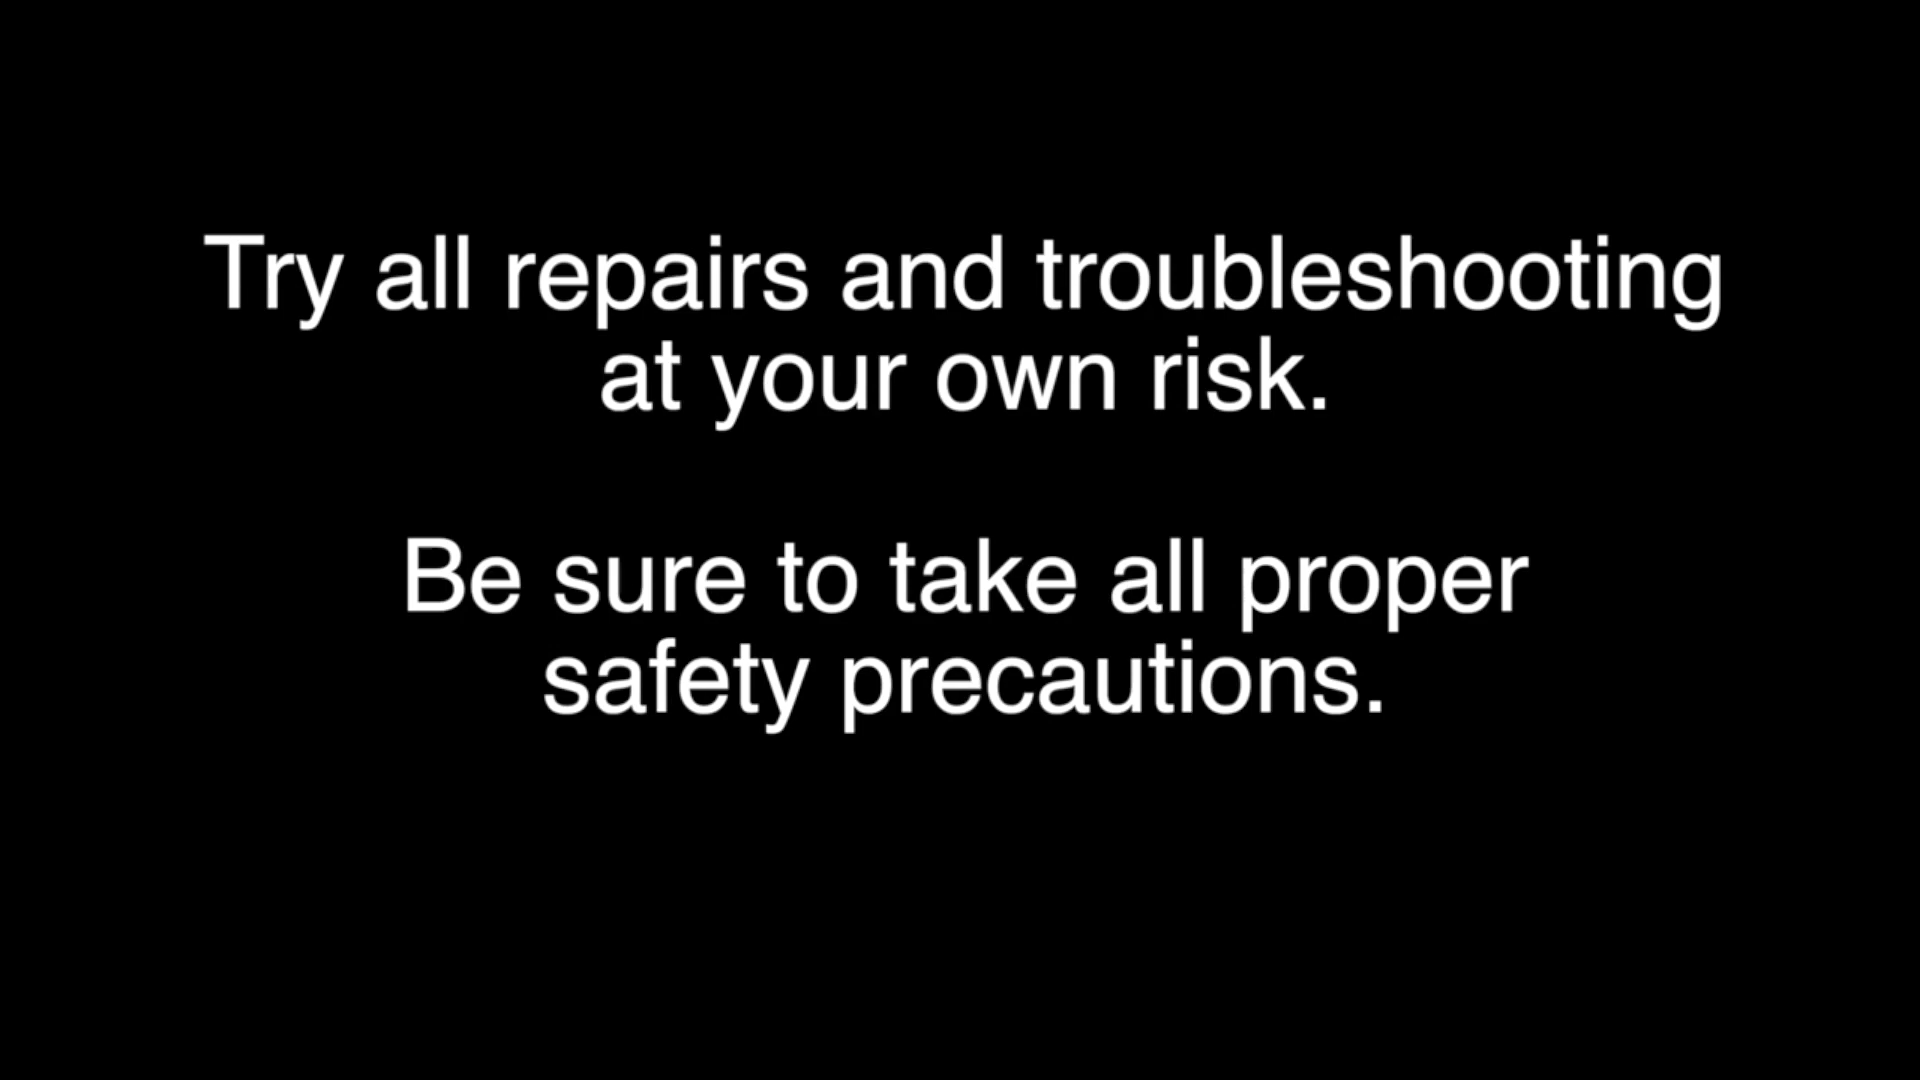 Try all repairs and troubleshooting
at your own risk.
Be sure to take all proper
safety precautions.